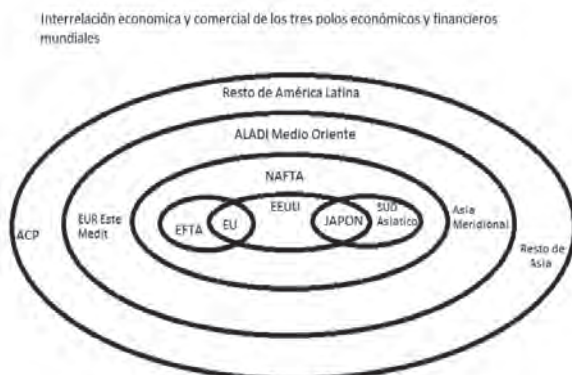 Interrelación economica y comercial de los tres polos económicos y financieros
mundiales
Resto de América Latina
ALADI Medio Oriente
NAFTA
EEUU
SUD
Asiatico
JAPON
EFTA
EU
EUR Este
Medit
Asia
Meridional
ACP
Resto de
Asia